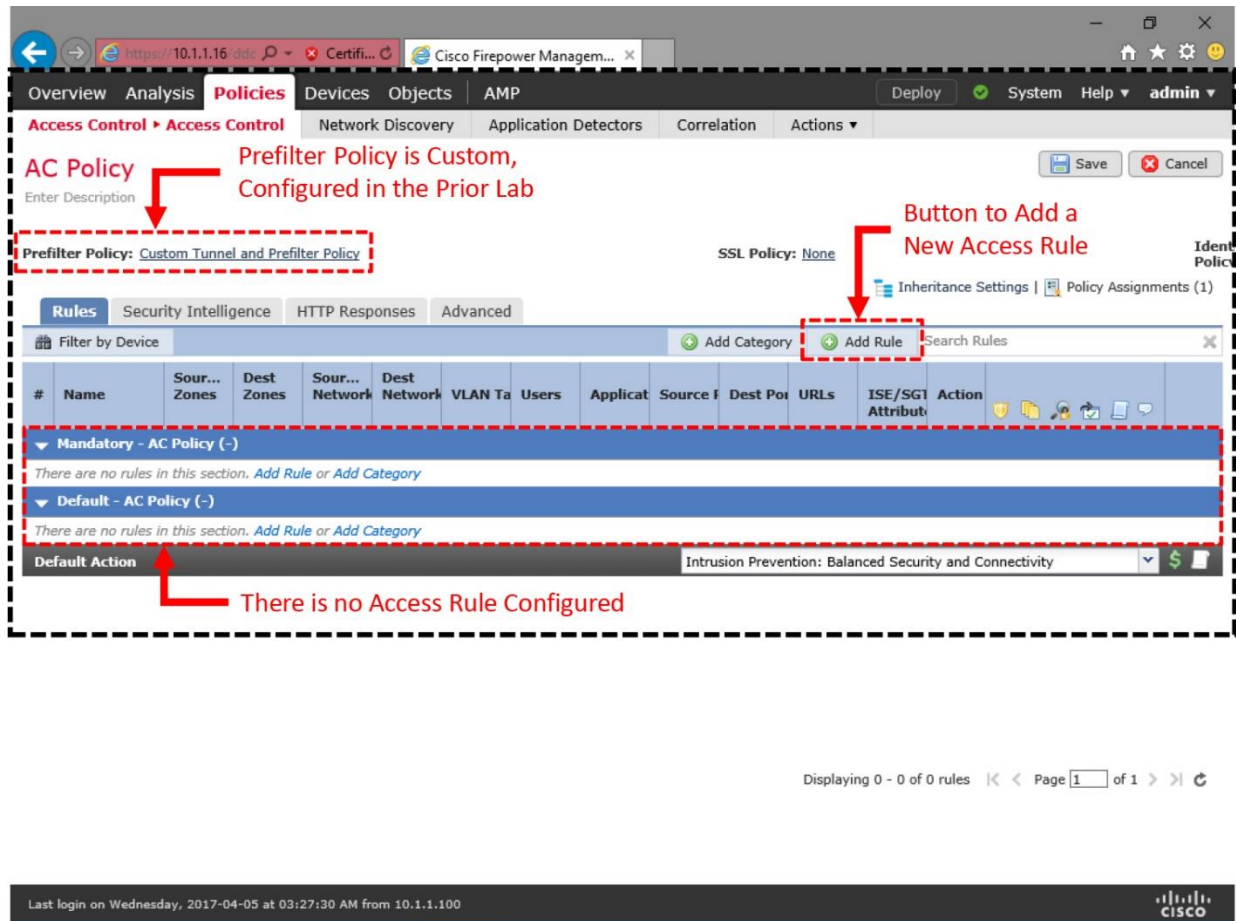 https://10.1.1.16/ddc Certifi... Cisco Firepower Managem...
Overview Analysis Policies Devices Objects AMP Deploy System Help admin
Access Control ▸ Access Control Network Discovery Application Detectors Correlation Actions
Prefilter Policy is Custom,
Configured in the Prior Lab
AC Policy
Enter Description
Save Cancel
Button to Add a
New Access Rule
Prefilter Policy: Custom Tunnel and Prefilter Policy SSL Policy: None Ident
Policy
Inheritance Settings | Policy Assignments (1)
Rules Security Intelligence HTTP Responses Advanced
Filter by Device Add Category Add Rule Search Rules
# Name Sour... Zones Dest Zones Sour... Network Dest Network VLAN Ta Users Applicat Source P Dest Por URLs ISE/SGT Attribut Action
Mandatory - AC Policy (-)
There are no rules in this section. Add Rule or Add Category
Default - AC Policy (-)
There are no rules in this section. Add Rule or Add Category
Default Action Intrusion Prevention: Balanced Security and Connectivity $
There is no Access Rule Configured
Displaying 0 - 0 of 0 rules |< < Page 1 of 1 > >|
Last login on Wednesday, 2017-04-05 at 03:27:30 AM from 10.1.1.100 CISCO